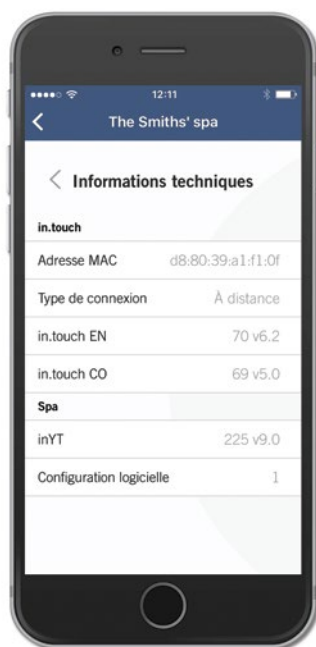 12:11
The Smiths' spa
Informations techniques
in.touch
Adresse MAC d8:80:39:a1:f1:0f
Type de connexion À distance
in.touch EN 70 v6.2
in.touch CO 69 v5.0
Spa
inYT 225 v9.0
Configuration logicielle 1